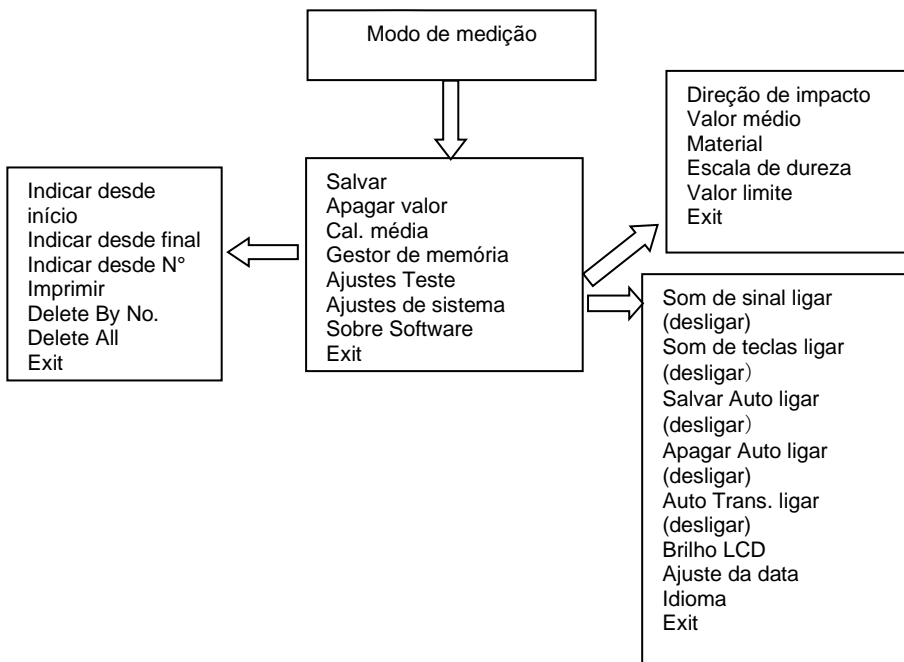 Modo de medição
Direção de impacto
Valor médio
Material
Escala de dureza
Valor limite
Exit
Salvar
Apagar valor
Cal. média
Gestor de memória
Ajustes Teste
Ajustes de sistema
Sobre Software
Exit
Indicar desde
início
Indicar desde final
Indicar desde N°
Imprimir
Delete By No.
Delete All
Exit
Som de sinal ligar
(desligar)
Som de teclas ligar
(desligar）
Salvar Auto ligar
(desligar）
Apagar Auto ligar
(desligar)
Auto Trans. ligar
(desligar)
Brilho LCD
Ajuste da data
Idioma
Exit